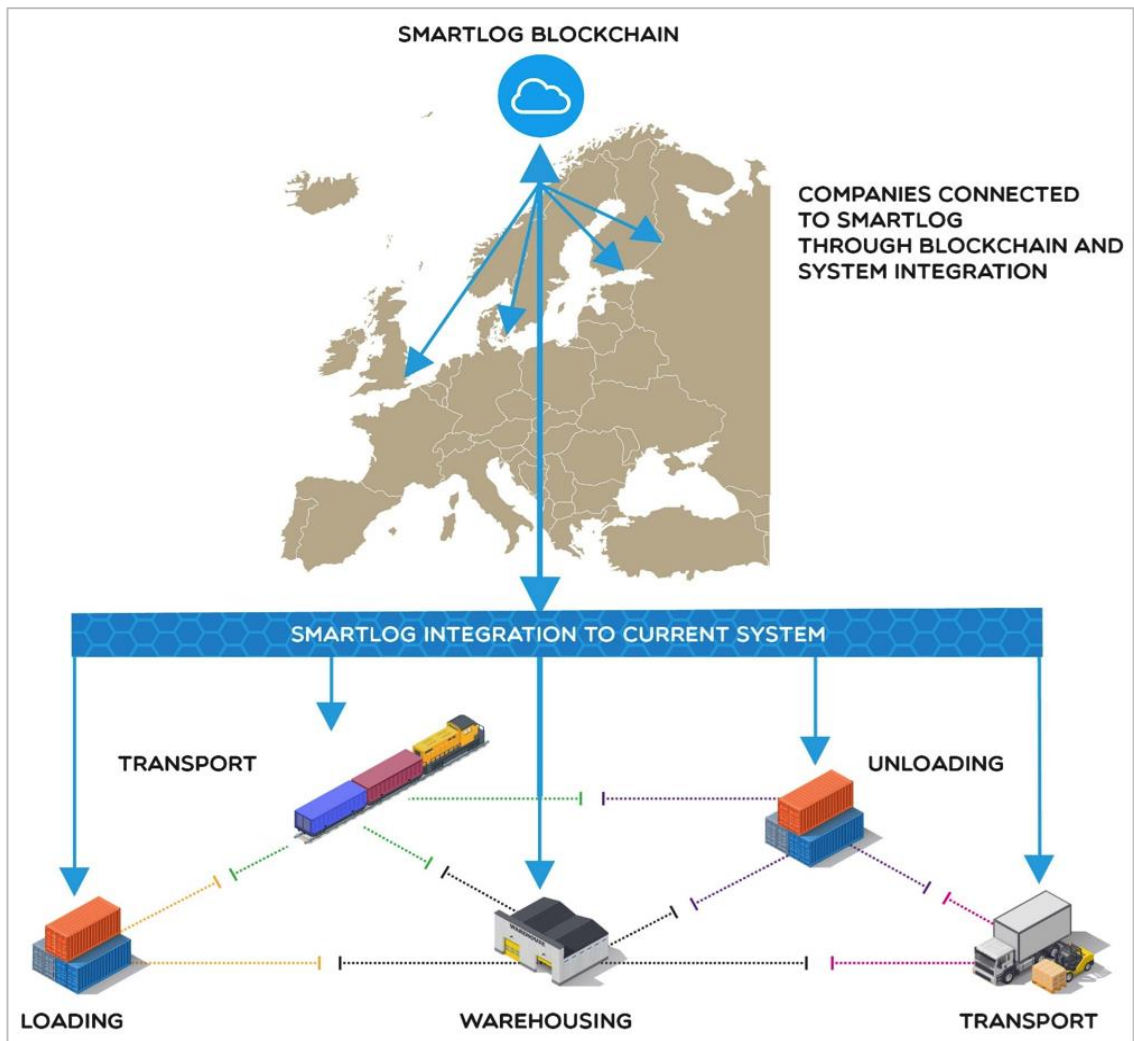 SMARTLOG BLOCKCHAIN
COMPANIES CONNECTED
TO SMARTLOG
THROUGH BLOCKCHAIN AND
SYSTEM INTEGRATION
SMARTLOG INTEGRATION TO CURRENT SYSTEM
TRANSPORT
UNLOADING
WAREHOUSE
LOADING
WAREHOUSING
TRANSPORT